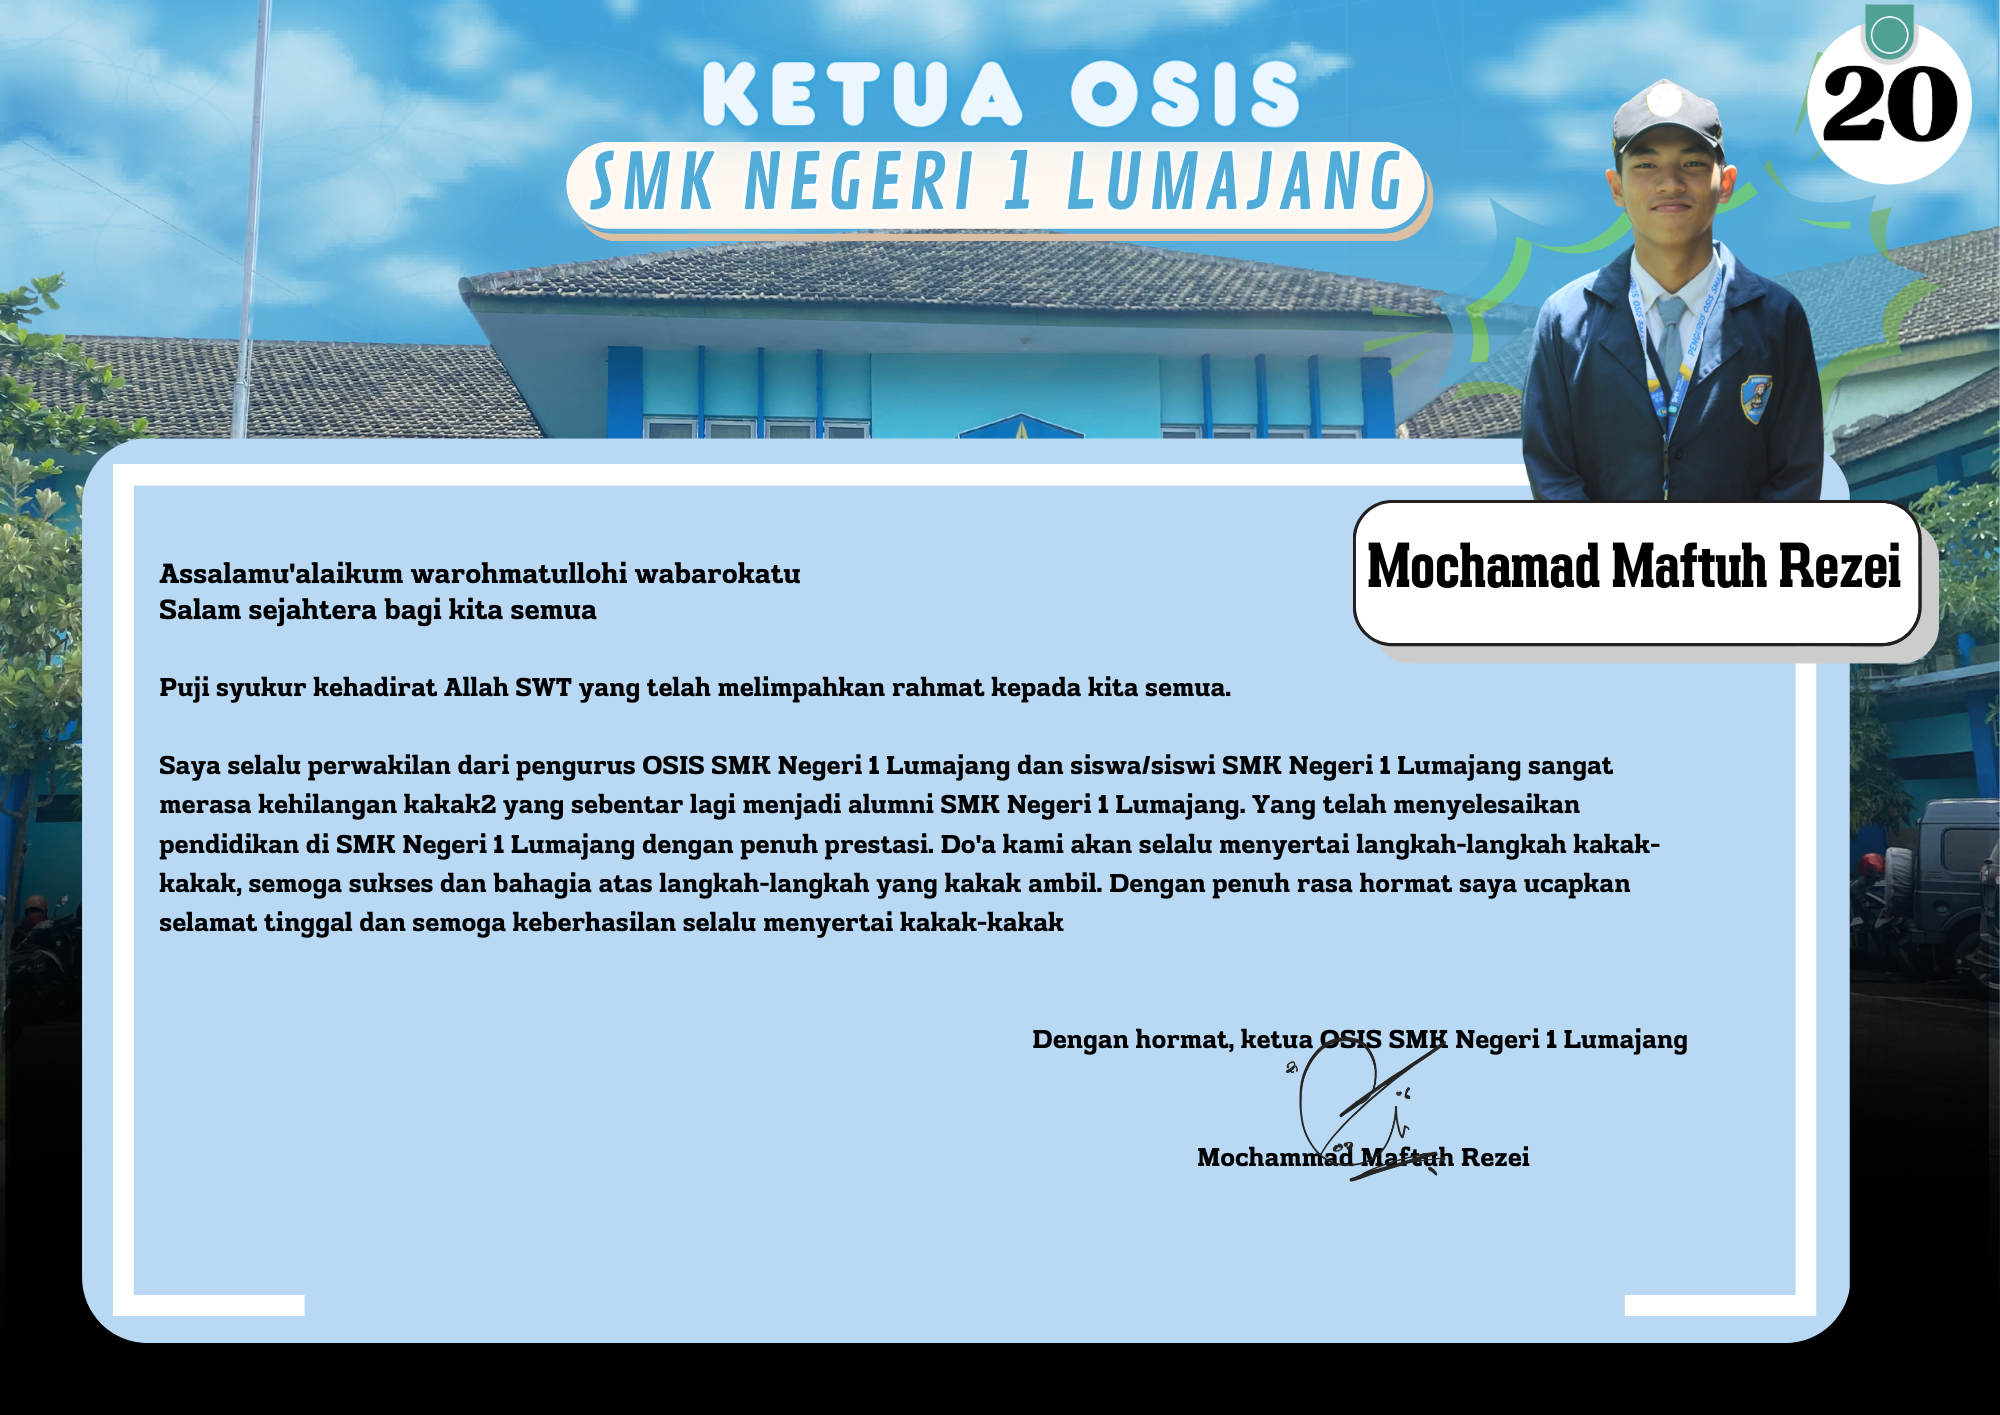 KETUA OSIS
SMK NEGERI 1 LUMAJANG
20
PENGURUS OSIS SMK
Mochamad Maftuh Rezei
Assalamu'alaikum warohmatullohi wabarokatu
Salam sejahtera bagi kita semua
Puji syukur kehadirat Allah SWT yang telah melimpahkan rahmat kepada kita semua.
Saya selalu perwakilan dari pengurus OSIS SMK Negeri 1 Lumajang dan siswa/siswi SMK Negeri 1 Lumajang sangat
merasa kehilangan kakak2 yang sebentar lagi menjadi alumni SMK Negeri 1 Lumajang. Yang telah menyelesaikan
pendidikan di SMK Negeri 1 Lumajang dengan penuh prestasi. Do'a kami akan selalu menyertai langkah-langkah kakak-
kakak, semoga sukses dan bahagia atas langkah-langkah yang kakak ambil. Dengan penuh rasa hormat saya ucapkan
selamat tinggal dan semoga keberhasilan selalu menyertai kakak-kakak
Dengan hormat, ketua OSIS SMK Negeri 1 Lumajang
Mochammad Maftuh Rezei